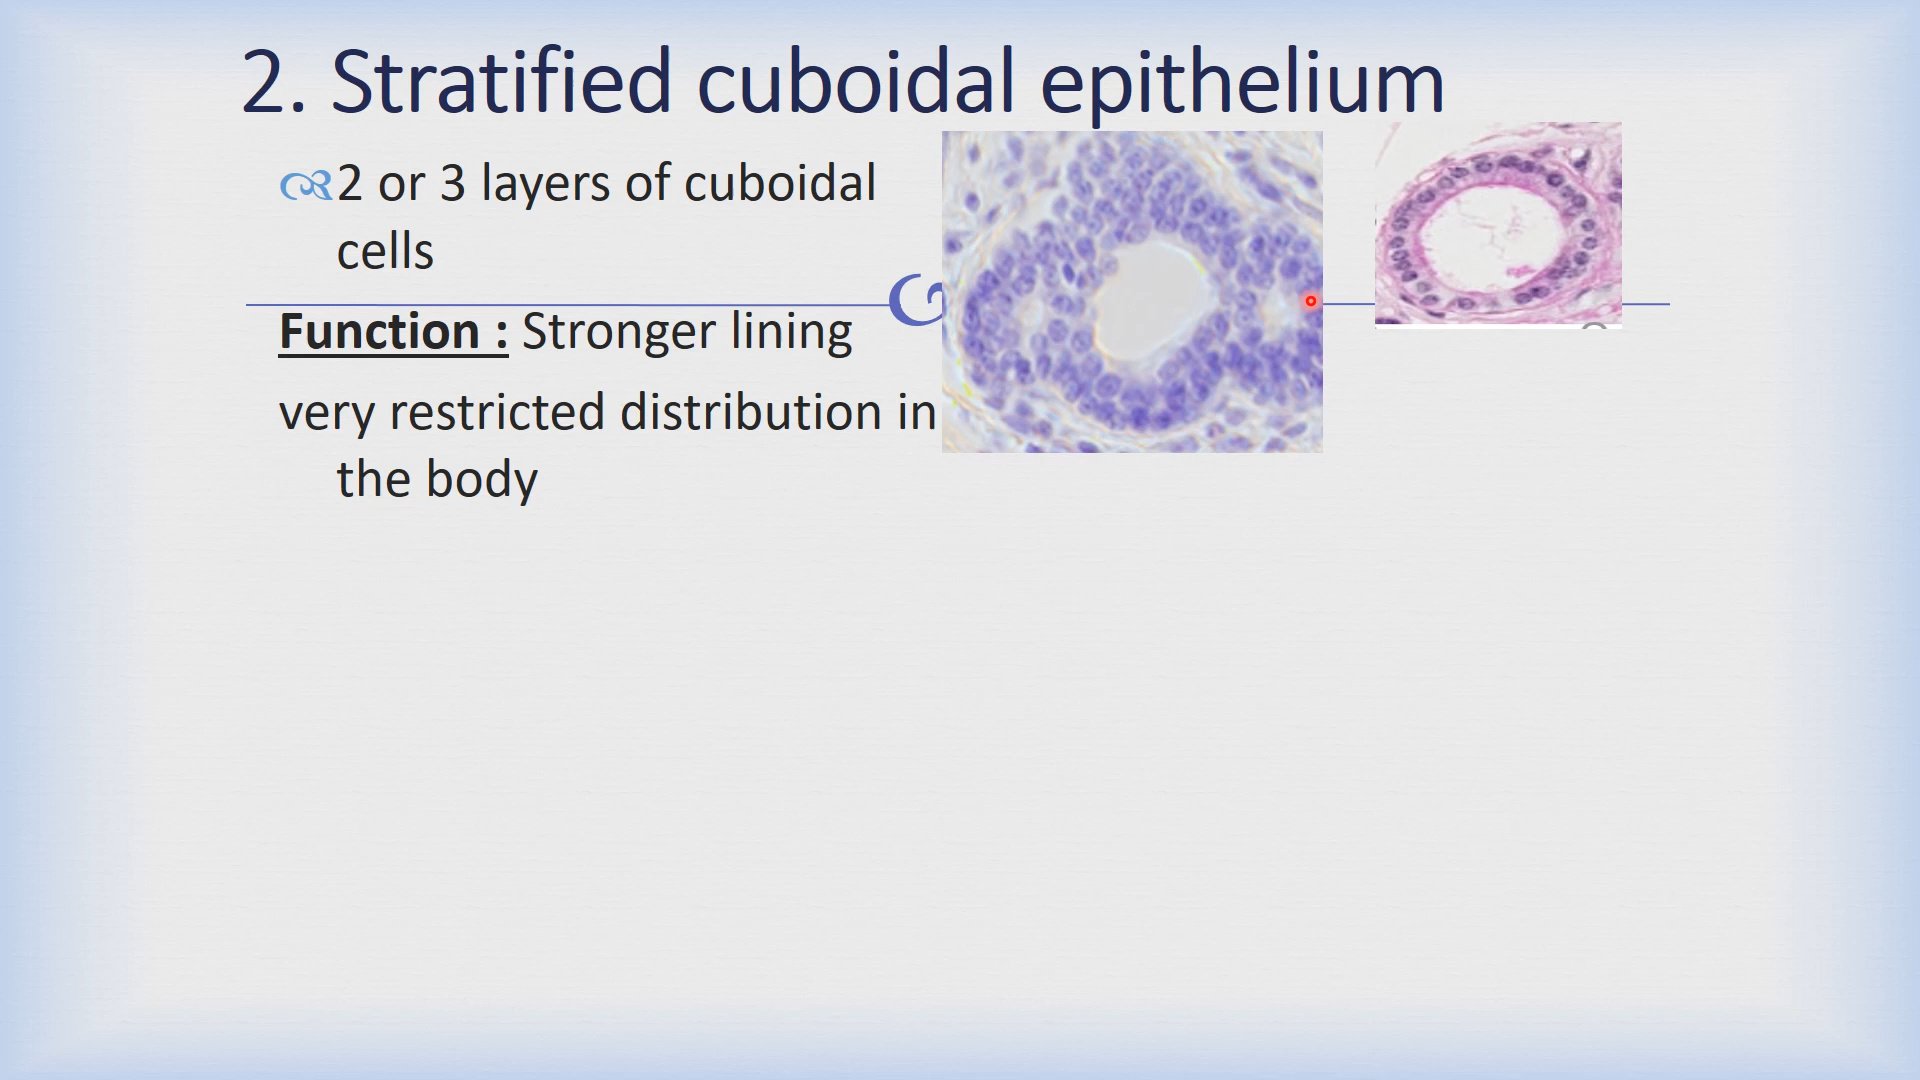 2. Stratified cuboidal epithelium
2 or 3 layers of cuboidal
cells
Function : Stronger lining
very restricted distribution in
the body